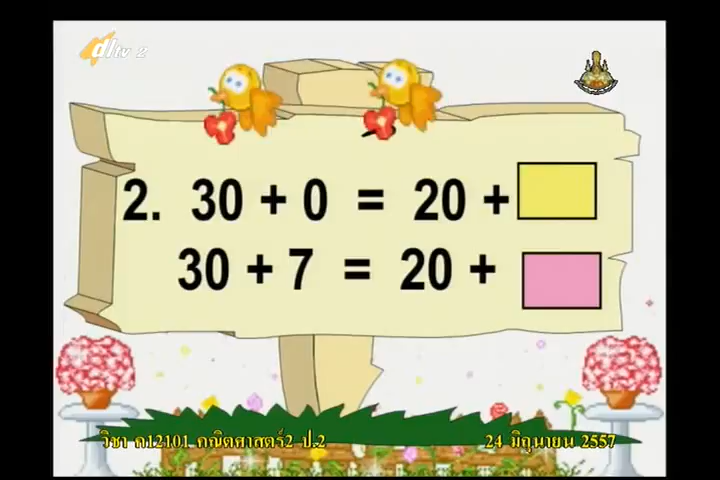 dltv 2
2. 30 + 0 = 20 +
30 + 7 = 20 +
วิชา ค12101 คณิตศาสตร์2 ป.2
24 มิถุนายน 2557